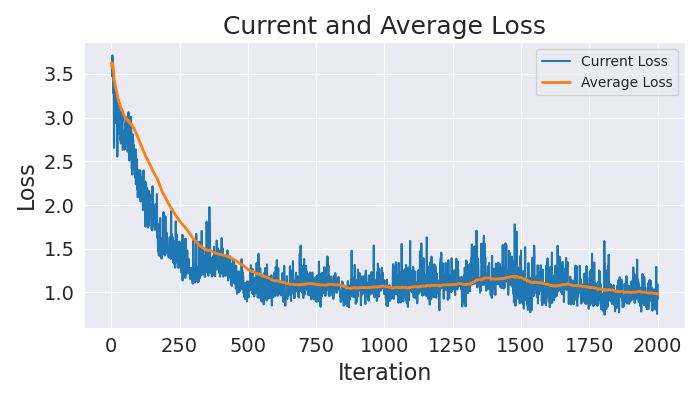 Current and Average Loss
Current Loss
Average Loss
3.5
3.0
2.5
2.0
1.5
1.0
Loss
0 250 500 750 1000 1250 1500 1750 2000
Iteration